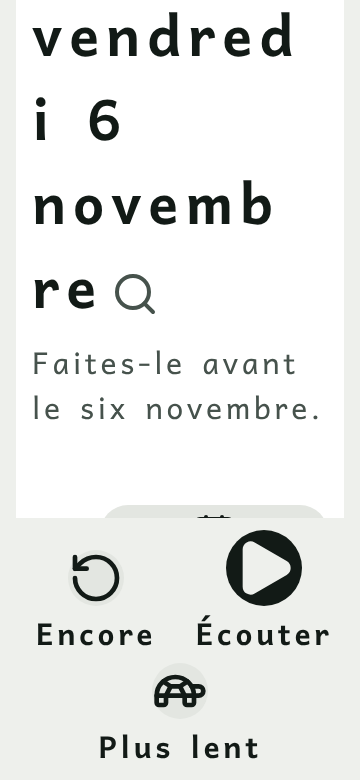 vendred
i 6
novemb
re
Faites-le avant
le six novembre.
Encore
Écouter
Plus lent